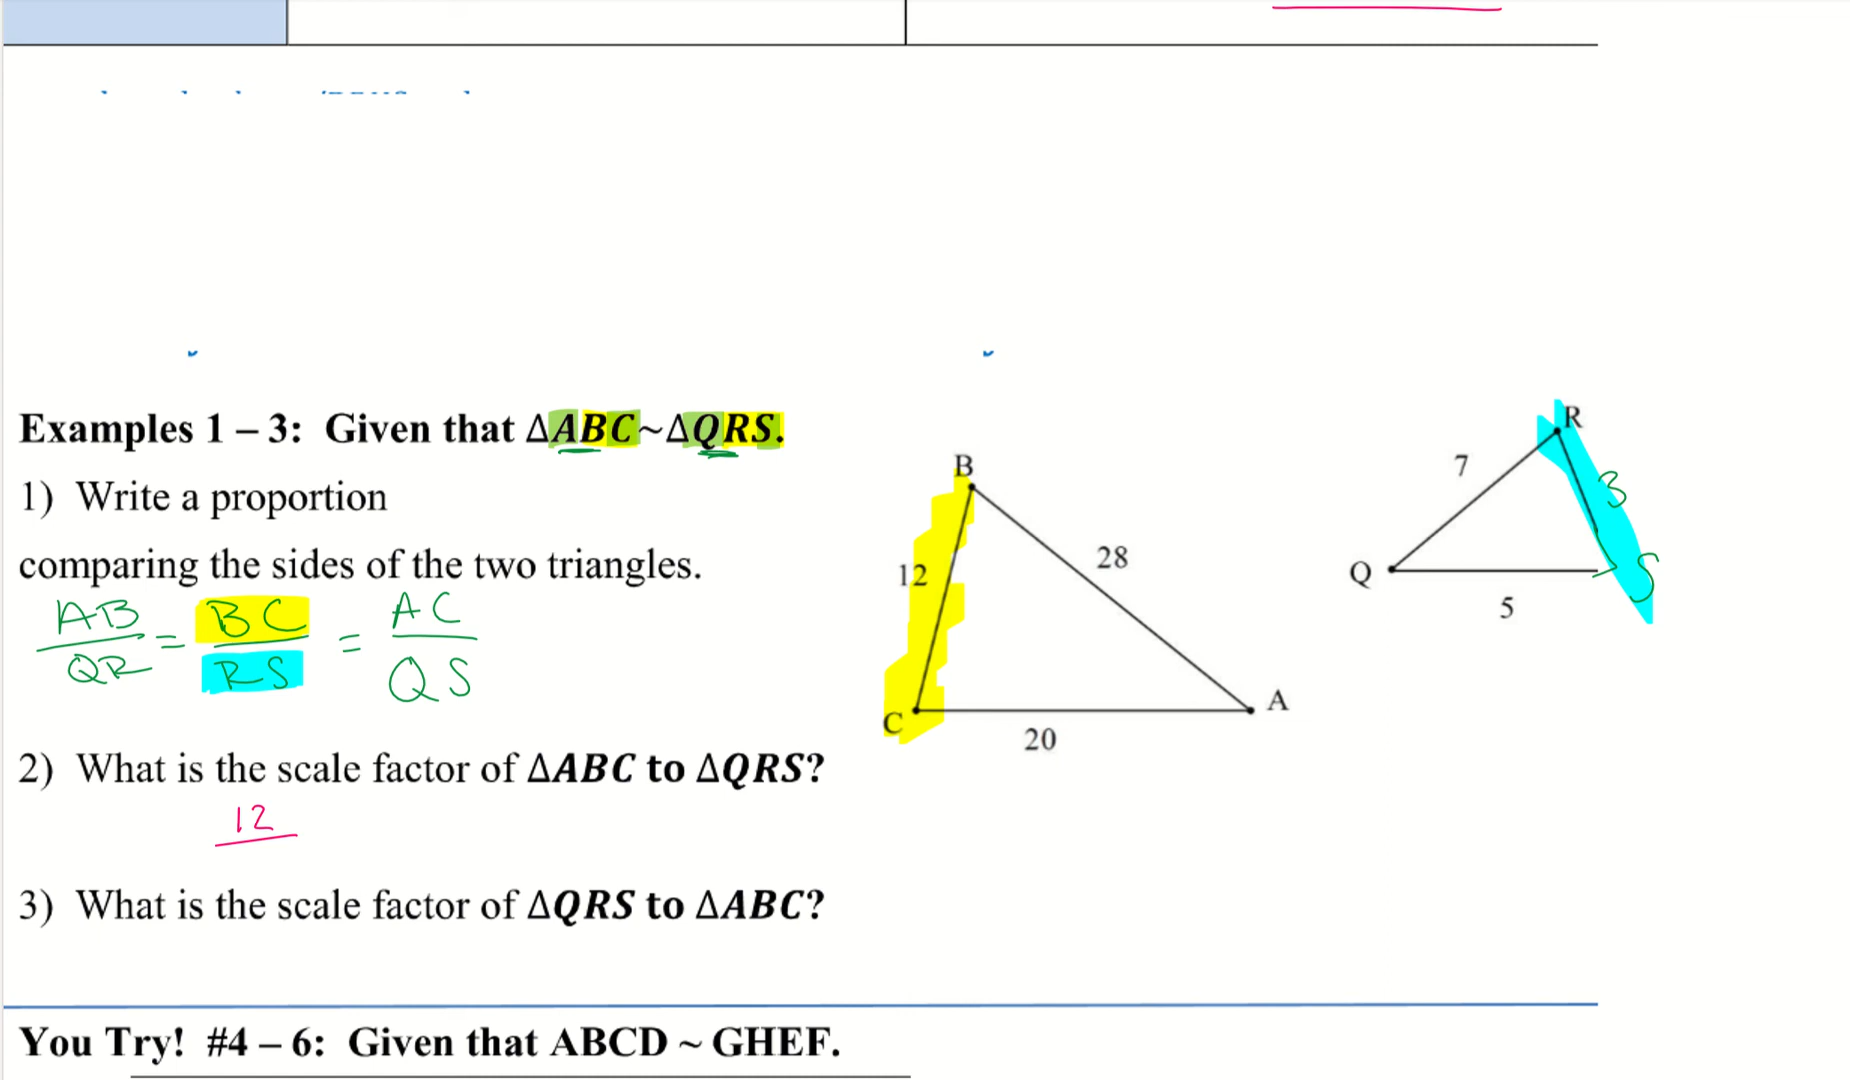 Examples 1 – 3:  Given that ΔABC~ΔQRS.
1)  Write a proportion
comparing the sides of the two triangles.
AB/QR = BC/RS = AC/QS
2)  What is the scale factor of ΔABC to ΔQRS?
12
3)  What is the scale factor of ΔQRS to ΔABC?
B
12
28
C
20
A
R
7
3
Q
S
5
You Try!  #4 – 6:  Given that ABCD ~ GHEF.